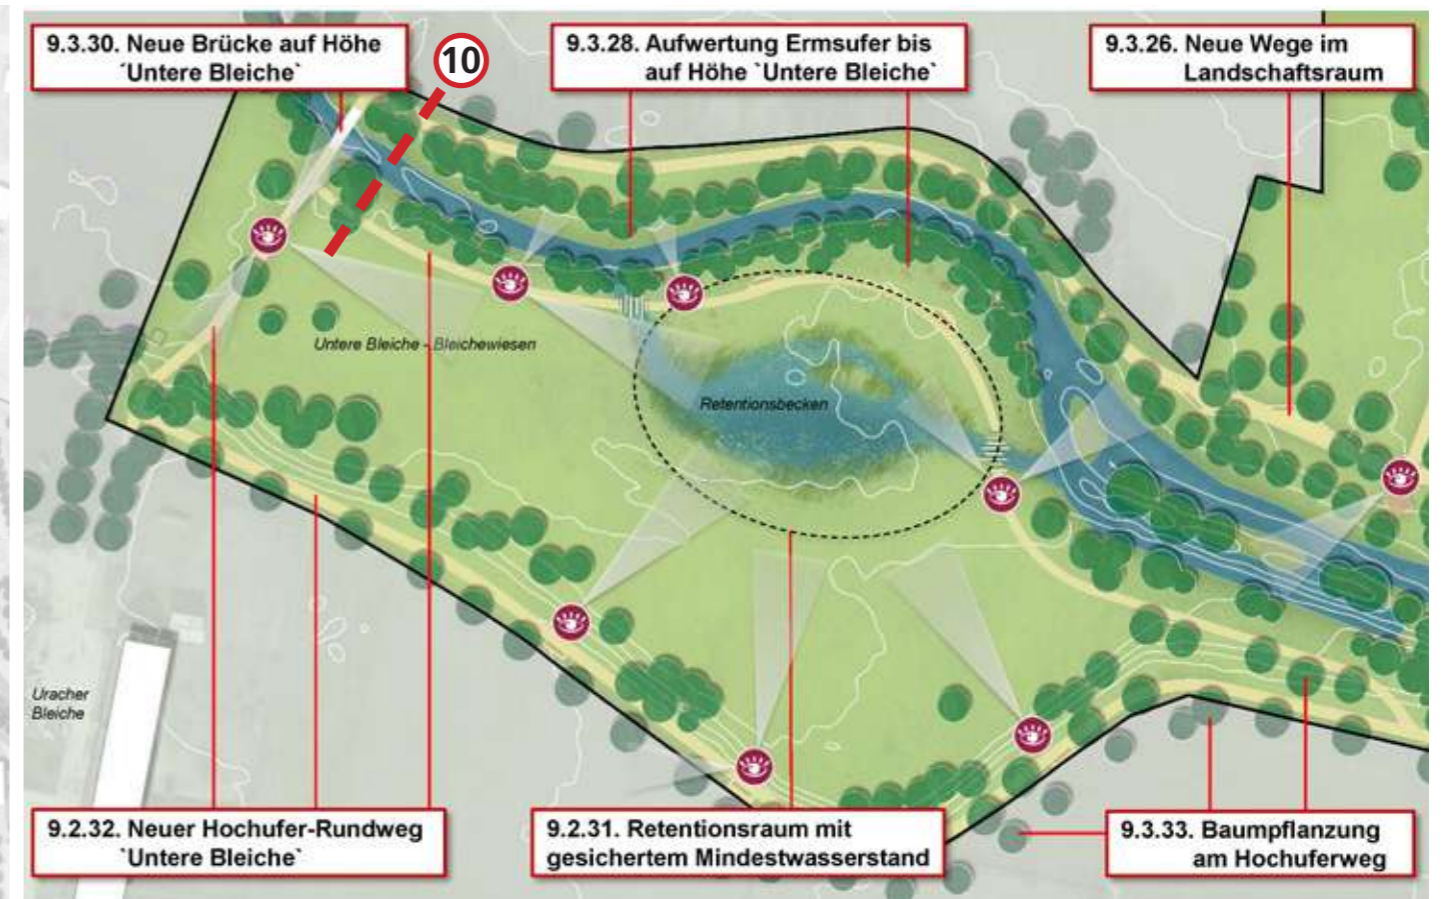 9.3.30. Neue Brücke auf Höhe
´Untere Bleiche`
10
9.3.28. Aufwertung Ermsufer bis
auf Höhe `Untere Bleiche`
9.3.26. Neue Wege im
Landschaftsraum
Untere Bleiche - Bleichewiesen
Retentionsbecken
Uracher
Bleiche
9.2.32. Neuer Hochufer-Rundweg
`Untere Bleiche`
9.2.31. Retentionsraum mit
gesichertem Mindestwasserstand
9.3.33. Baumpflanzung
am Hochuferweg